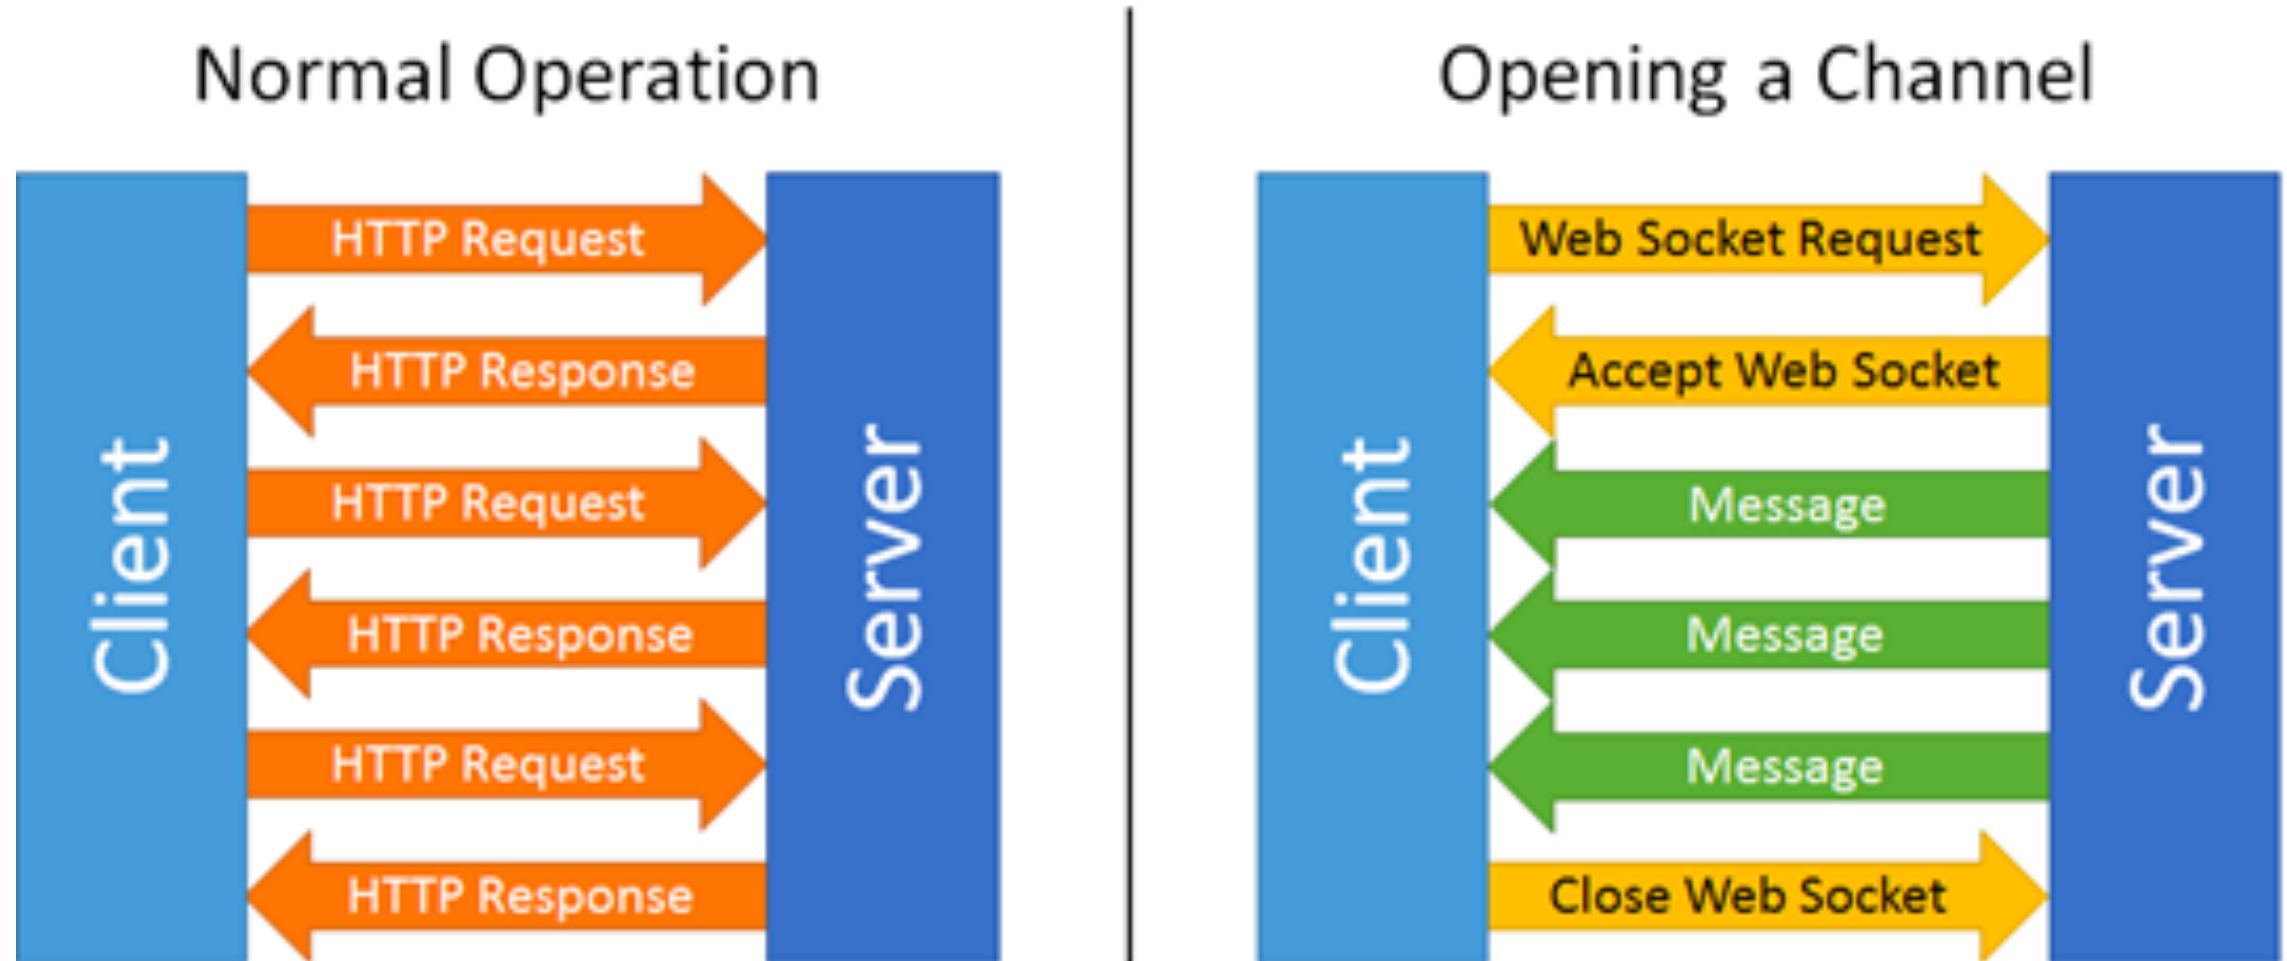 Normal Operation
Client
HTTP Request
HTTP Response
HTTP Request
HTTP Response
HTTP Request
HTTP Response
Server
Opening a Channel
Client
Web Socket Request
Accept Web Socket
Message
Message
Message
Close Web Socket
Server